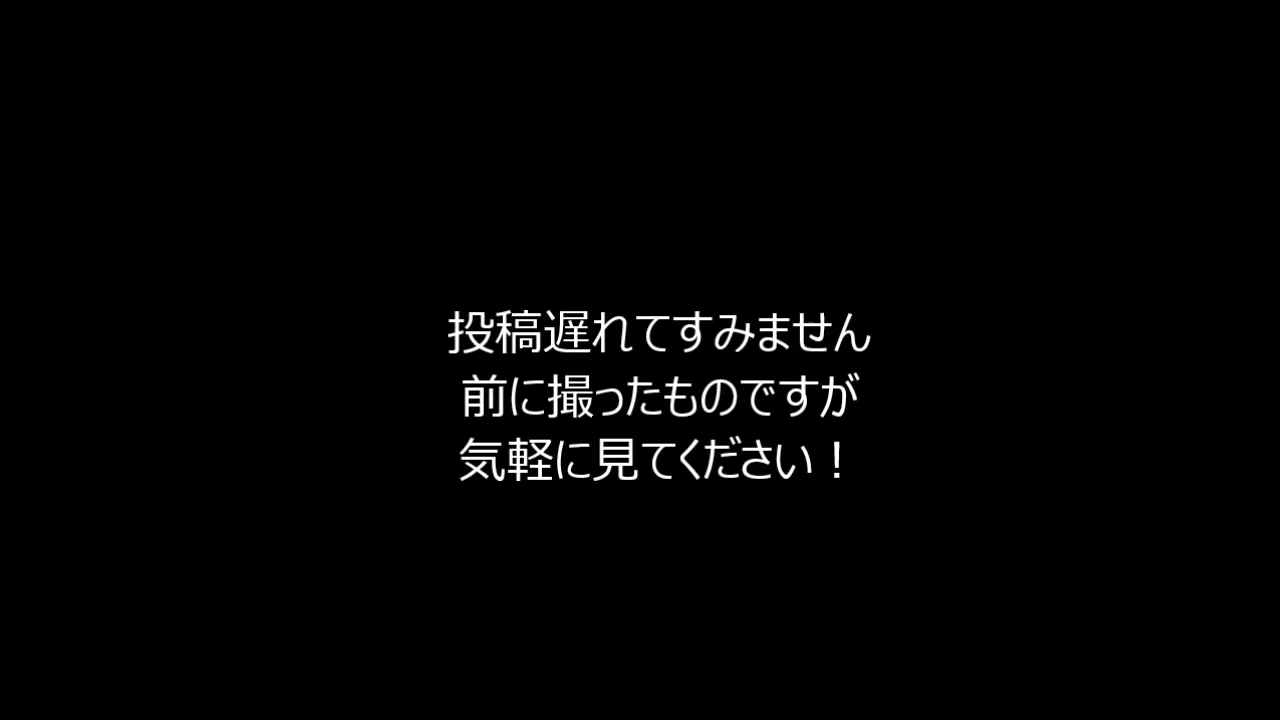 投稿遅れてすみません
前に撮ったものですが
気軽に見てください！